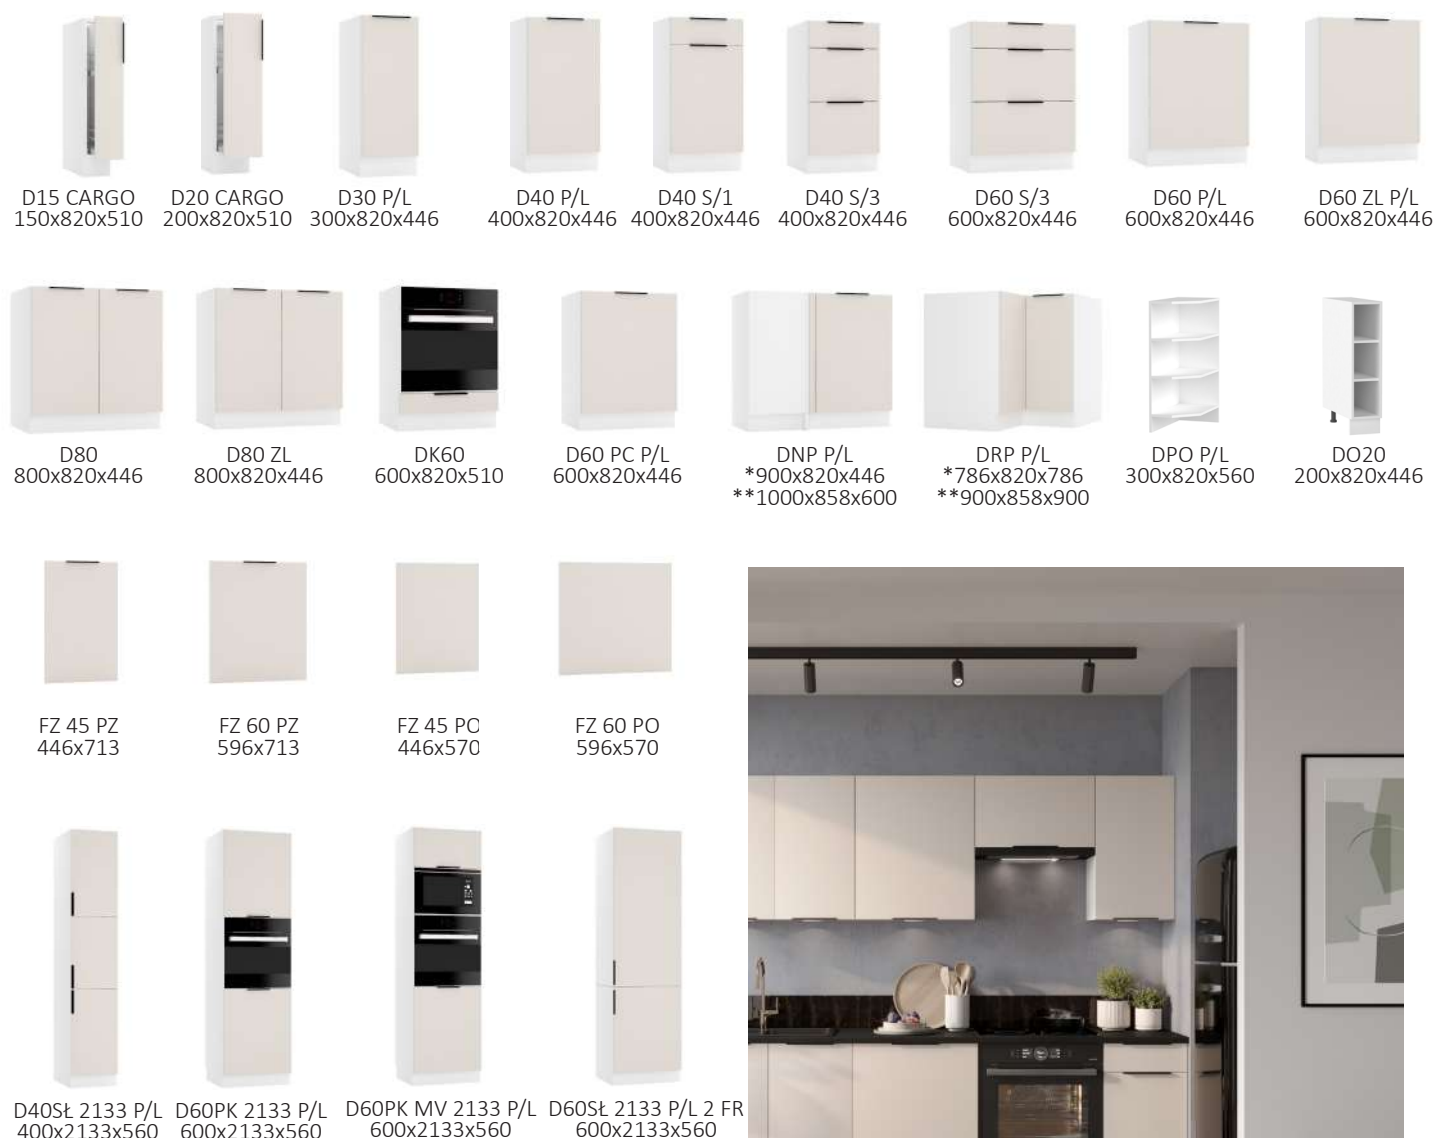 D15 CARGO
150x820x510
D20 CARGO
200x820x510
D30 P/L
300x820x446
D40 P/L
400x820x446
D40 S/1
400x820x446
D40 S/3
400x820x446
D60 S/3
600x820x446
D60 P/L
600x820x446
D60 ZL P/L
600x820x446
D80
800x820x446
D80 ZL
800x820x446
DK60
600x820x510
D60 PC P/L
600x820x446
DNP P/L
*900x820x446
**1000x858x600
DRP P/L
*786x820x786
**900x858x900
DPO P/L
300x820x560
DO20
200x820x446
FZ 45 PZ
446x713
FZ 60 PZ
596x713
FZ 45 PO
446x570
FZ 60 PO
596x570
D40SŁ 2133 P/L
400x2133x560
D60PK 2133 P/L
600x2133x560
D60PK MV 2133 P/L
600x2133x560
D60SŁ 2133 P/L 2 FR
600x2133x560